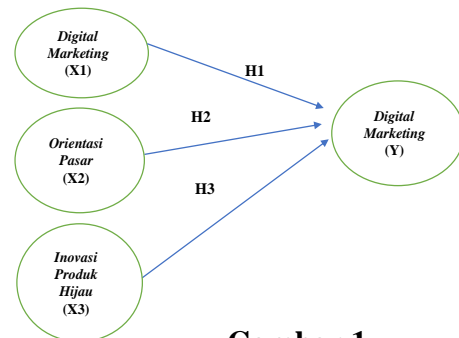 Digital
Marketing
(X1)
H1
H2
Digital
Marketing
(Y)
Orientasi
Pasar
(X2)
H3
Inovasi
Produk
Hijau
(X3)